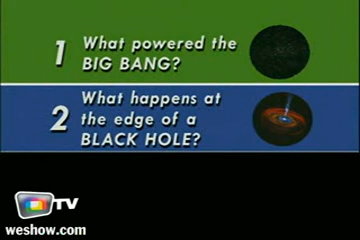 1 What powered the
BIG BANG?
2 What happens at
the edge of a
BLACK HOLE?
TV
weshow.com